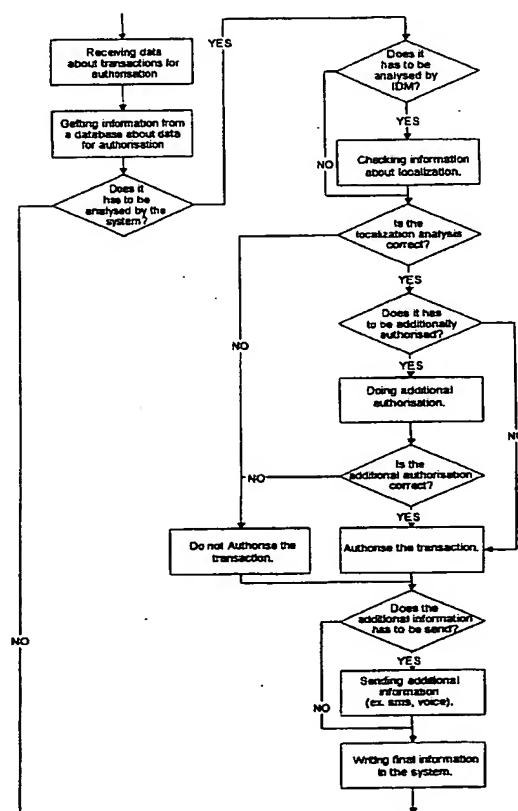 Receiving data
about transactions for
authorisation
Getting information from
a database about data
for authorisation
Does it
has to be
analysed by the
system?
YES
NO
Does it
has to be
analysed by
IDM?
YES
NO
Checking information
about localization.
Is the
localization analysis
correct?
YES
NO
Does it has
to be additionally
authorised?
YES
NO
Doing additional
authorisation.
Is the
additional authorisation
correct?
NO
YES
Do not Authorise the
transaction.
Authorise the transaction.
Does the
additional information
has to be send?
YES
NO
Sending additional
information
(ex. sms, voice).
Writing final information
in the system.